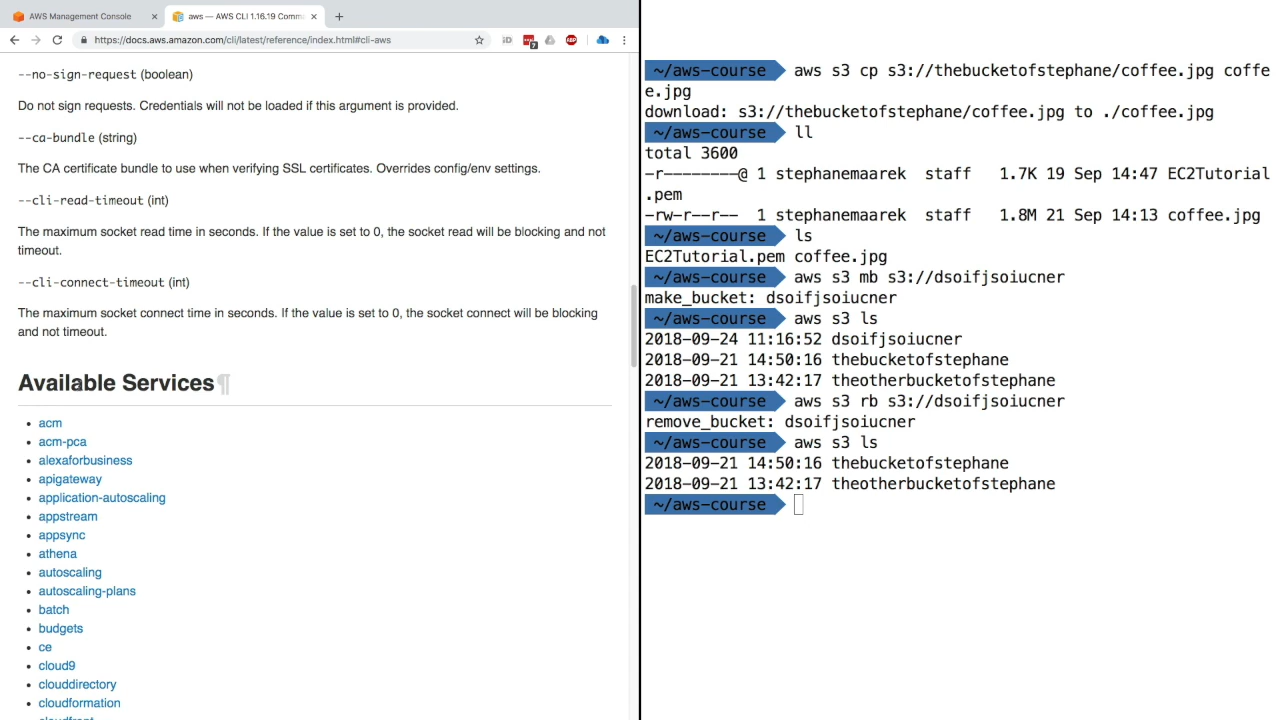 AWS Management Console
aws — AWS CLI 1.16.19 Comm
https://docs.aws.amazon.com/cli/latest/reference/index.html#cli-aws
iD
7
ABP
--no-sign-request (boolean)
Do not sign requests. Credentials will not be loaded if this argument is provided.
--ca-bundle (string)
The CA certificate bundle to use when verifying SSL certificates. Overrides config/env settings.
--cli-read-timeout (int)
The maximum socket read time in seconds. If the value is set to 0, the socket read will be blocking and not
timeout.
--cli-connect-timeout (int)
The maximum socket connect time in seconds. If the value is set to 0, the socket connect will be blocking
and not timeout.
Available Services¶
• acm
• acm-pca
• alexaforbusiness
• apigateway
• application-autoscaling
• appstream
• appsync
• athena
• autoscaling
• autoscaling-plans
• batch
• budgets
• ce
• cloud9
• clouddirectory
• cloudformation
• cloudfront
~/aws-course aws s3 cp s3://thebucketofstephane/coffee.jpg coffe
e.jpg
download: s3://thebucketofstephane/coffee.jpg to ./coffee.jpg
~/aws-course ll
total 3600
-r--------@ 1 stephanemaarek  staff   1.7K 19 Sep 14:47 EC2Tutorial
.pem
-rw-r--r--  1 stephanemaarek  staff   1.8M 21 Sep 14:13 coffee.jpg
~/aws-course ls
EC2Tutorial.pem coffee.jpg
~/aws-course aws s3 mb s3://dsoifjsoiucner
make_bucket: dsoifjsoiucner
~/aws-course aws s3 ls
2018-09-24 11:16:52 dsoifjsoiucner
2018-09-21 14:50:16 thebucketofstephane
2018-09-21 13:42:17 theotherbucketofstephane
~/aws-course aws s3 rb s3://dsoifjsoiucner
remove_bucket: dsoifjsoiucner
~/aws-course aws s3 ls
2018-09-21 14:50:16 thebucketofstephane
2018-09-21 13:42:17 theotherbucketofstephane
~/aws-course